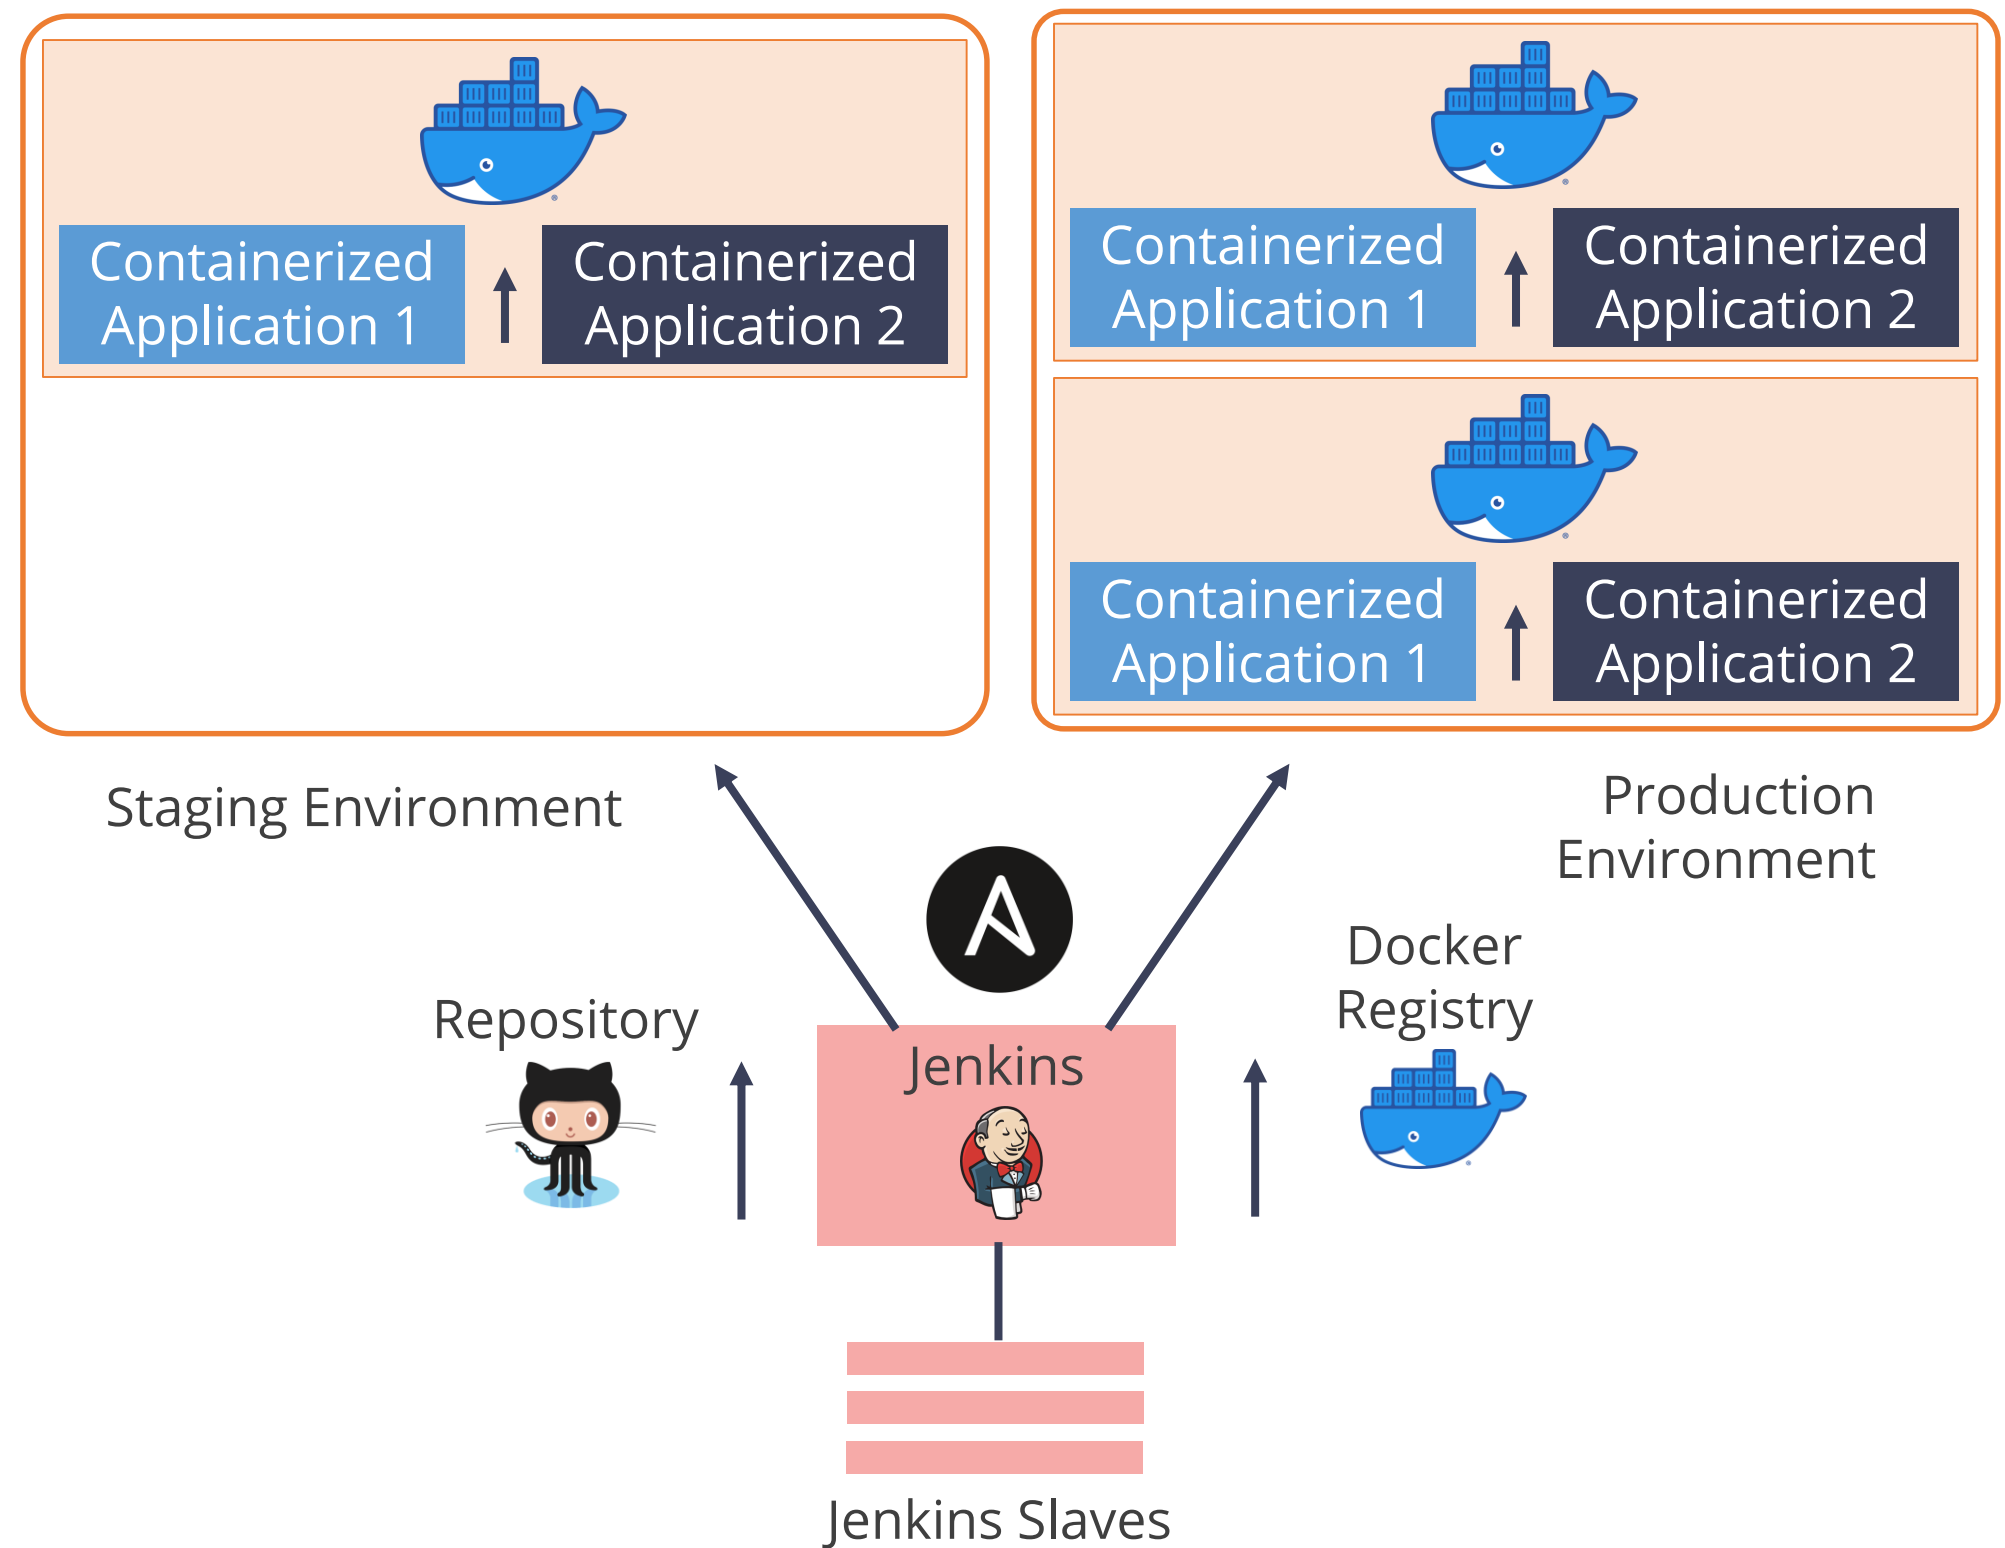 Containerized
Application 1
Containerized
Application 2
Containerized
Application 1
Containerized
Application 2
Containerized
Application 1
Containerized
Application 2
Staging Environment
Production
Environment
Docker
Registry
Repository
Jenkins
Jenkins Slaves